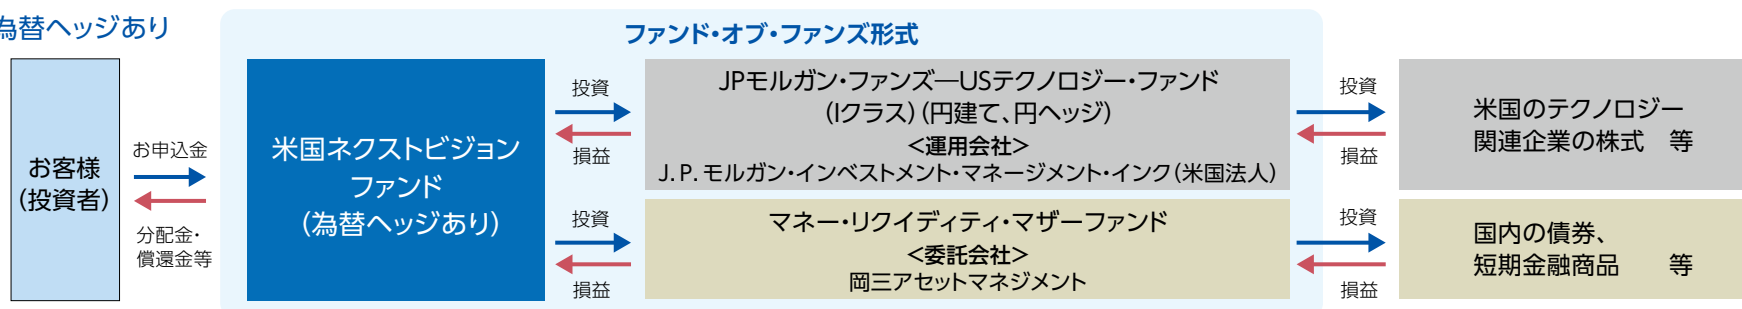 為替ヘッジあり
ファンド・オブ・ファンズ形式
お客様
(投資者)
お申込金
分配金・
償還金等
米国ネクストビジョン
ファンド
(為替ヘッジあり)
投資
損益
投資
損益
JPモルガン・ファンズ―USテクノロジー・ファンド
(Iクラス)(円建て、円ヘッジ)
<運用会社>
J.P.モルガン・インベストメント・マネージメント・インク(米国法人)
マネー・リクイディティ・マザーファンド
<委託会社>
岡三アセットマネジメント
投資
損益
投資
損益
米国のテクノロジー
関連企業の株式 等
国内の債券、
短期金融商品 等